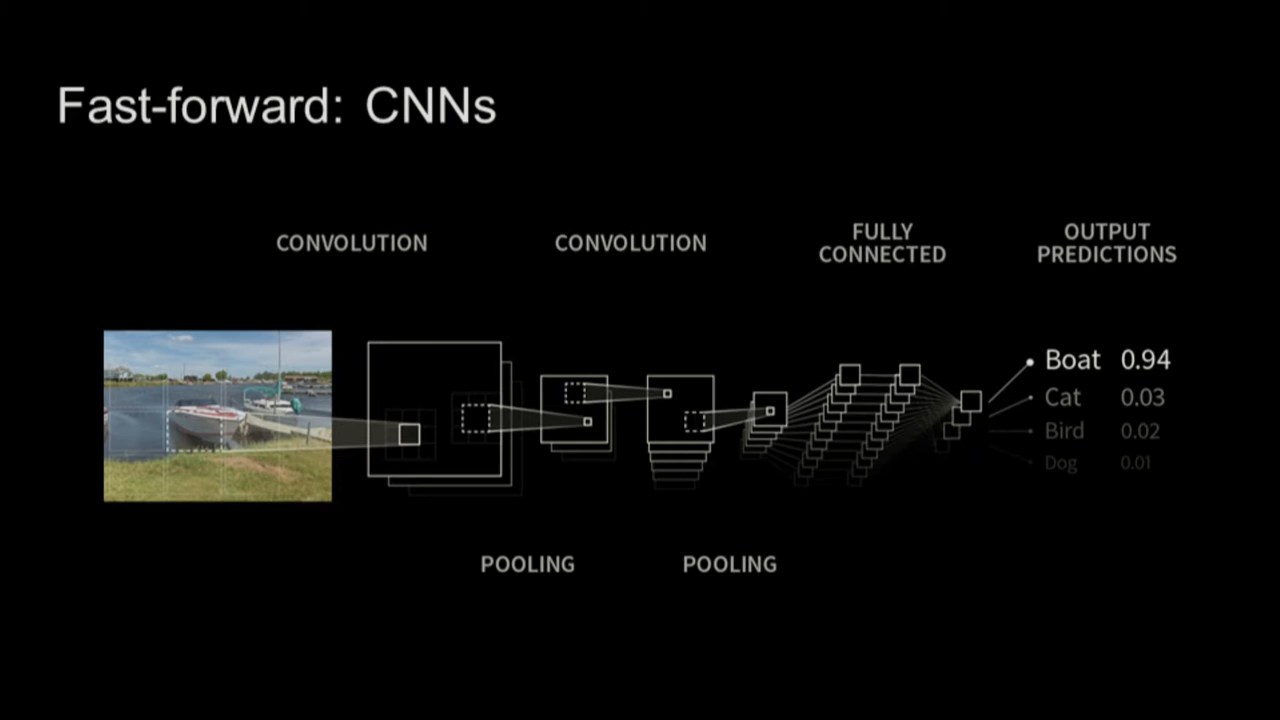 Fast-forward: CNNs
CONVOLUTION
CONVOLUTION
FULLY
CONNECTED
OUTPUT
PREDICTIONS
Boat 0.94
Cat 0.03
Bird 0.02
Dog 0.01
POOLING
POOLING